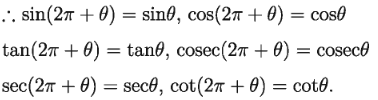 ∴ sin(2π + θ) = sinθ, cos(2π + θ) = cosθ
tan(2π + θ) = tanθ, cosec(2π + θ) = cosecθ
sec(2π + θ) = secθ, cot(2π + θ) = cotθ.